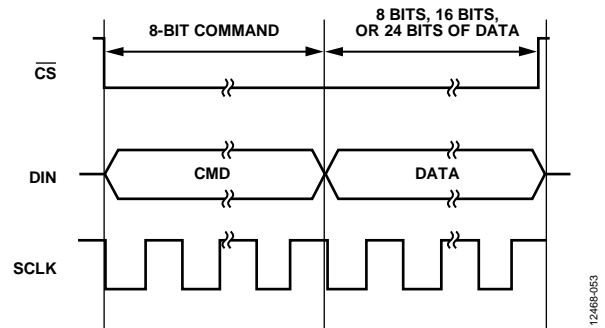 8-BIT COMMAND
8 BITS, 16 BITS,
OR 24 BITS OF DATA
CS
DIN
CMD
DATA
SCLK
12468-053